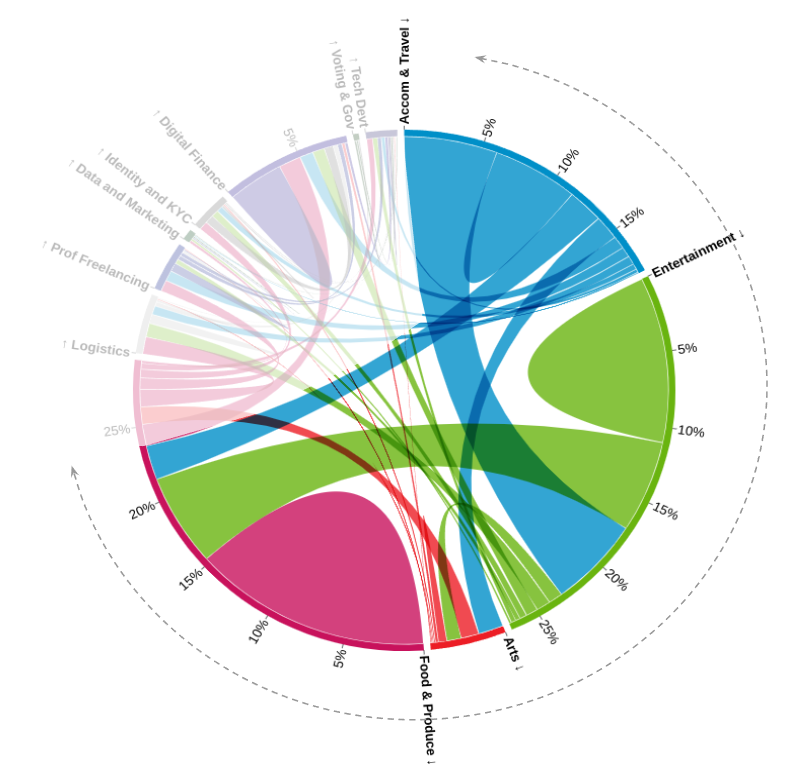 Accom & Travel ↓
5%
10%
15%
Entertainment ↓
5%
10%
15%
20%
25%
Arts ↓
Food & Produce ↓
5%
10%
15%
20%
25%
↑ Logistics
↑ Prof Freelancing
↑ Data and Marketing
↑ Identity and KYC
↑ Digital Finance
5%
↑ Voting & Gov
↑ Tech Devt